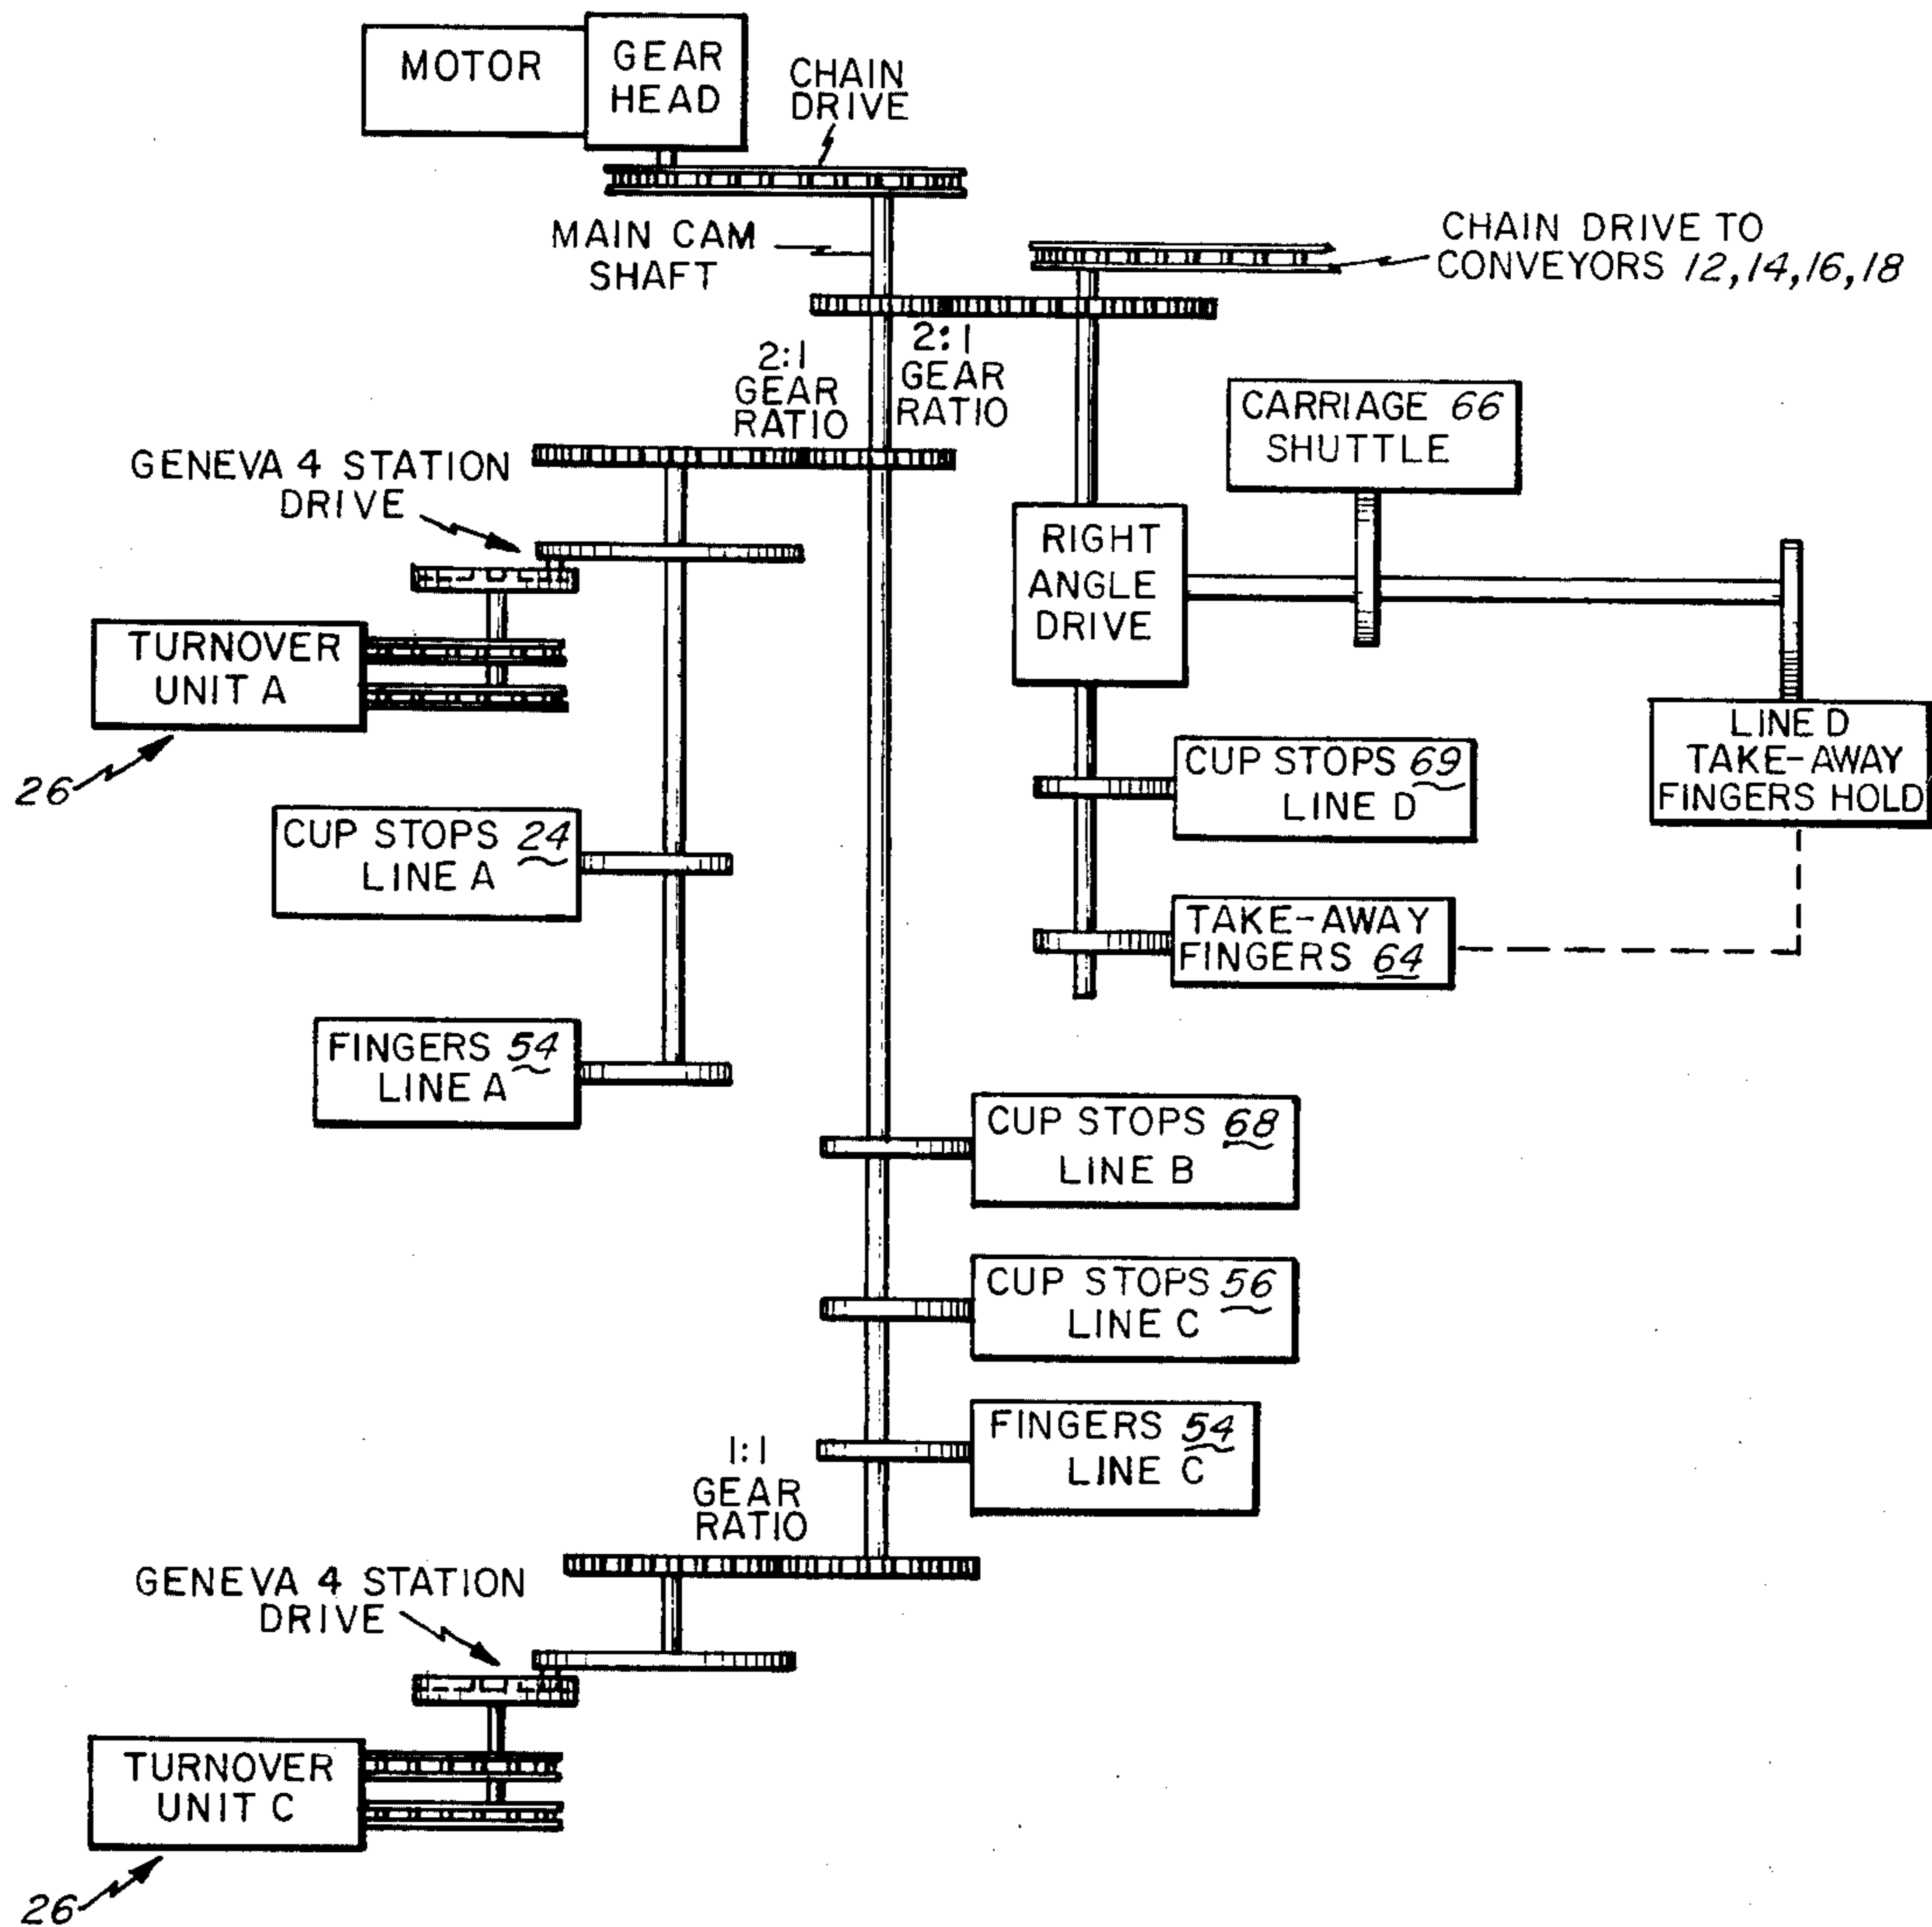 MOTOR
GEAR
HEAD
CHAIN
DRIVE
MAIN CAM
SHAFT
CHAIN DRIVE TO
CONVEYORS 12,14,16,18
2:1
GEAR
RATIO
2:1
GEAR
RATIO
CARRIAGE 66
SHUTTLE
GENEVA 4 STATION
DRIVE
RIGHT
ANGLE
DRIVE
TURNOVER
UNIT A
26
LINE D
TAKE-AWAY
FINGERS HOLD
CUP STOPS 69
LINE D
CUP STOPS 24
LINE A
TAKE-AWAY
FINGERS 64
FINGERS 54
LINE A
CUP STOPS 68
LINE B
CUP STOPS 56
LINE C
FINGERS 54
LINE C
1:1
GEAR
RATIO
GENEVA 4 STATION
DRIVE
TURNOVER
UNIT C
26